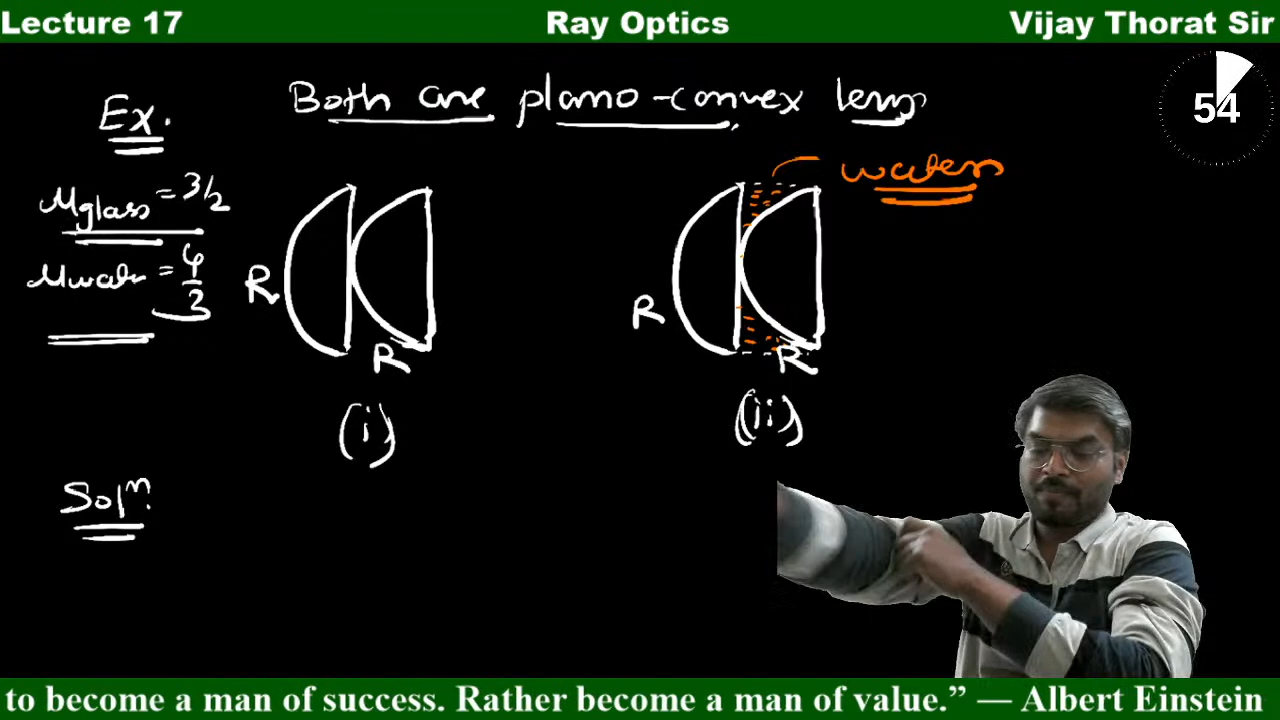 Lecture 17 Ray Optics Vijay Thorat Sir
54
Ex. Both are plano-convex lens
water
μglass = 3/2
μwater = 4/3
R R R R
(i) (ii)
Solⁿ.
to become a man of success. Rather become a man of value.” — Albert Einstein